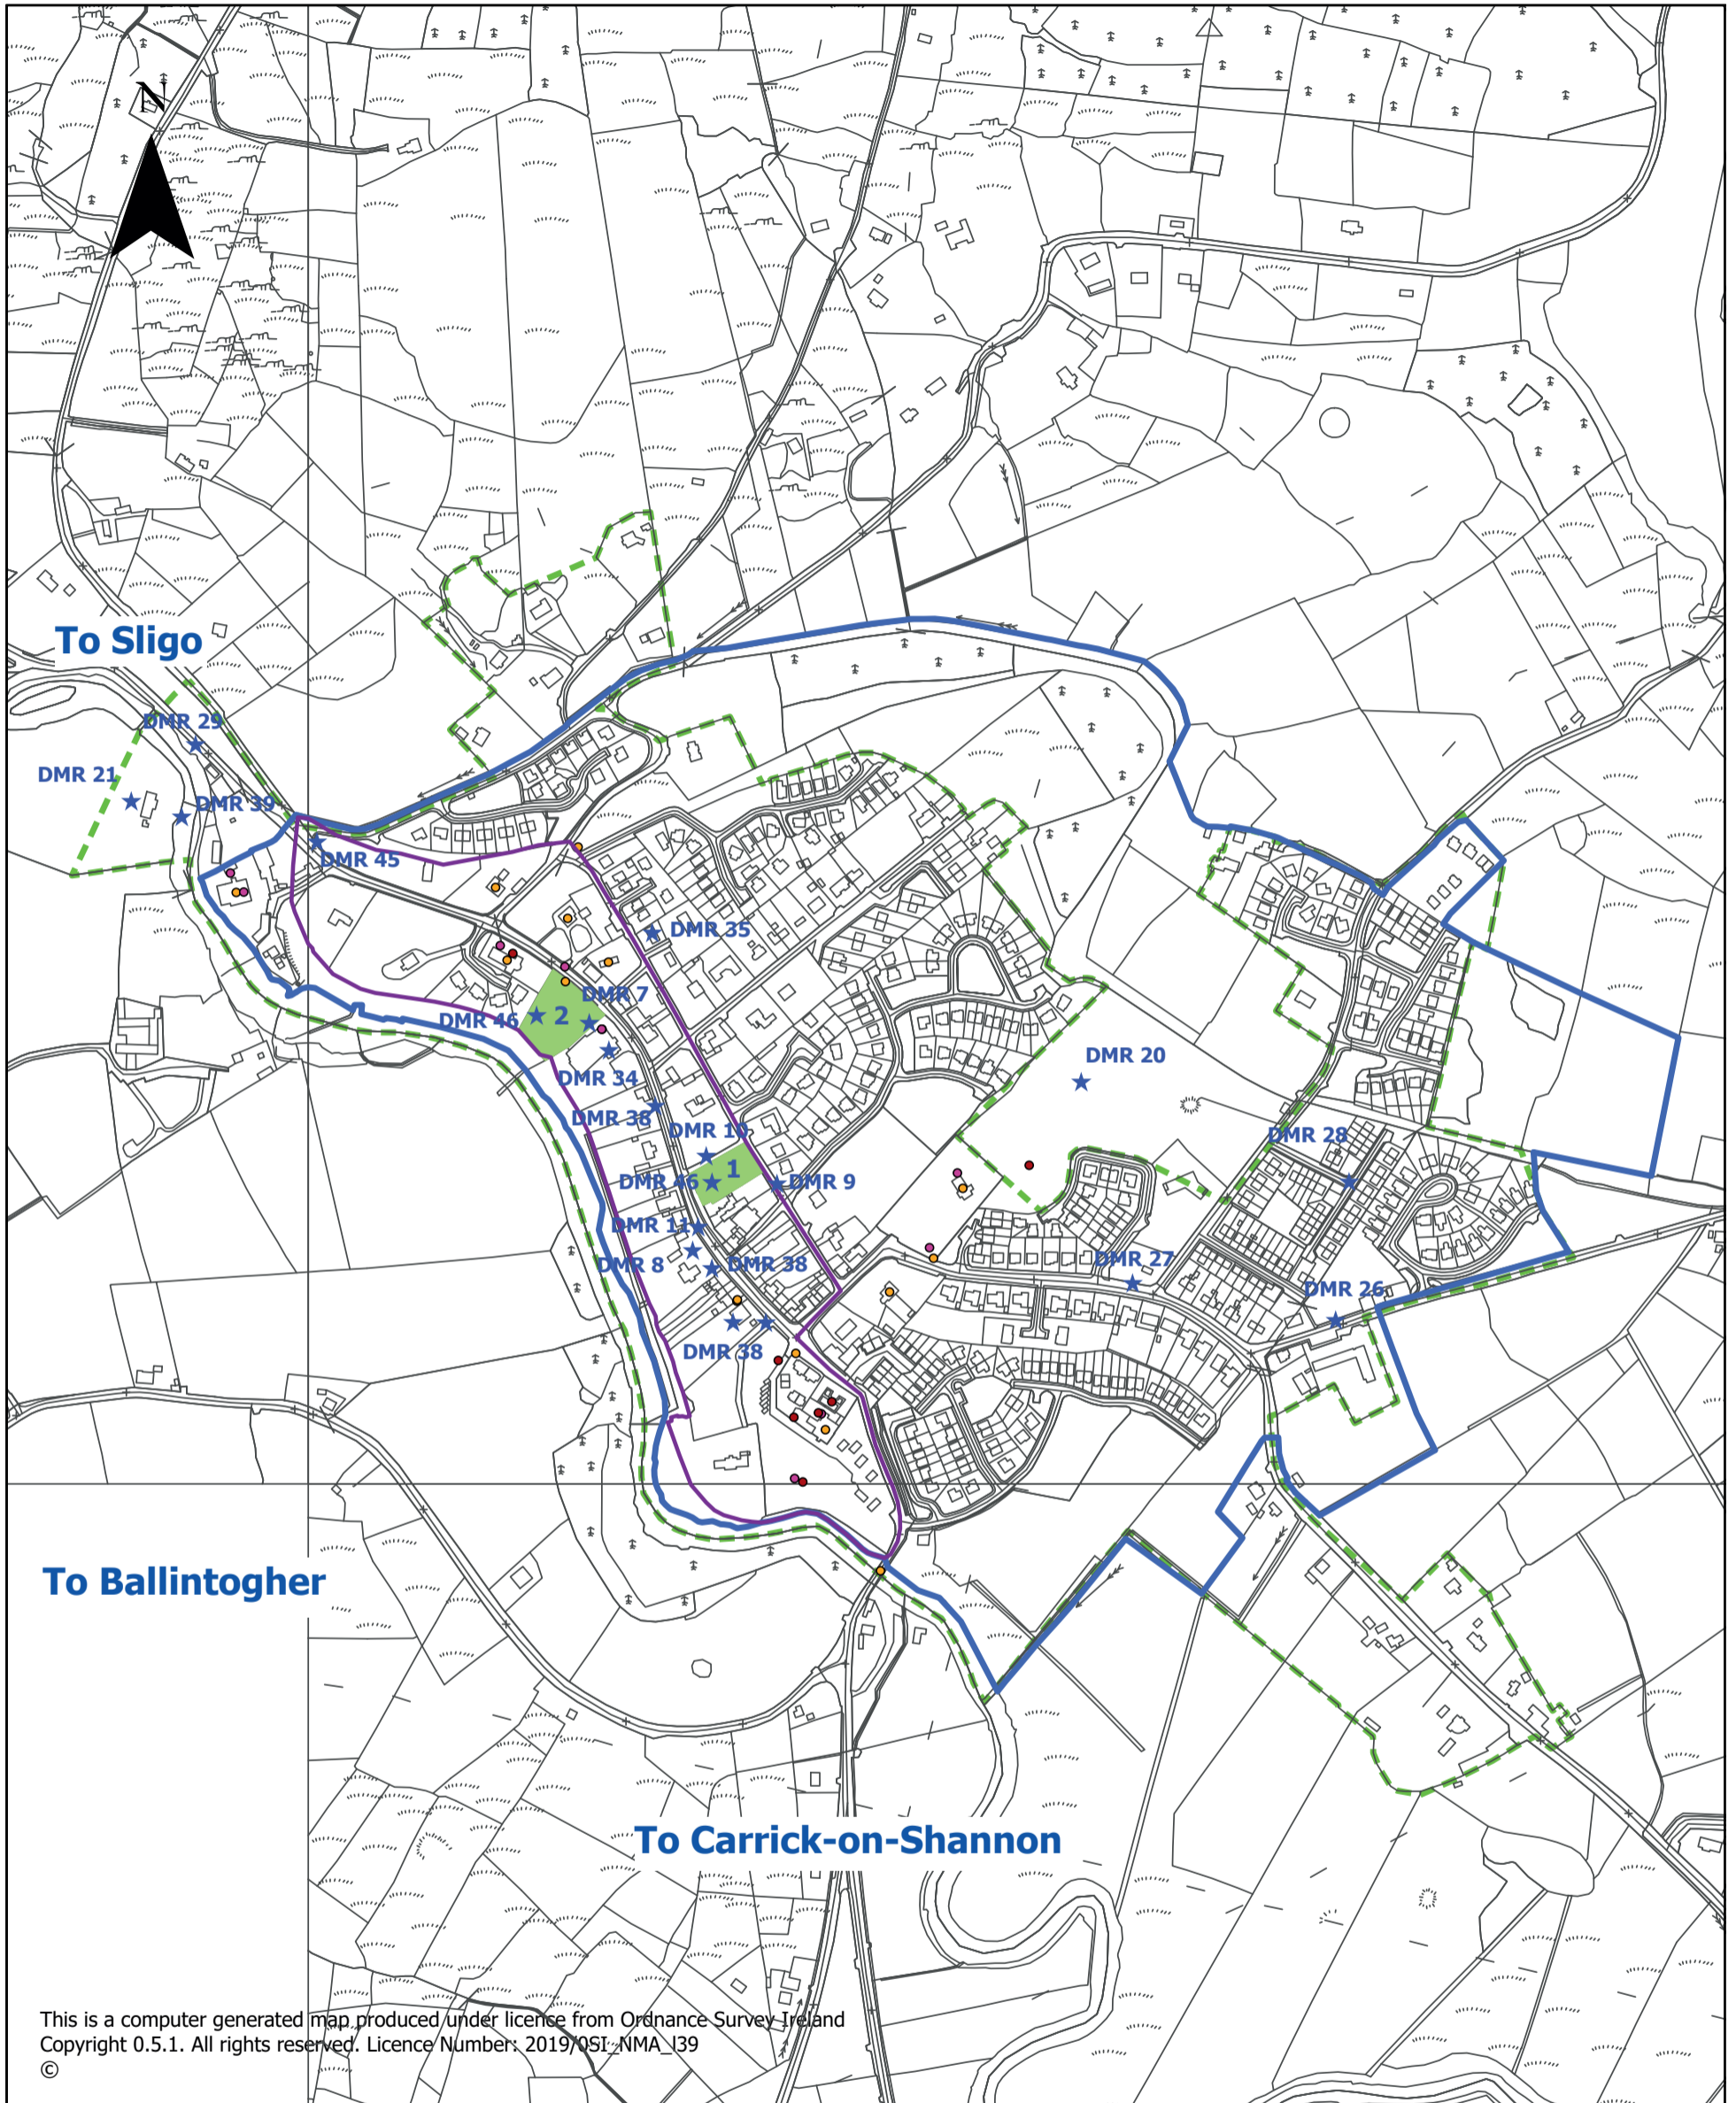 N
To Sligo
DMR 29
DMR 21
DMR 39
DMR 45
DMR 35
DMR 7
DMR 46
2
DMR 20
DMR 34
DMR 38
DMR 10
DMR 28
1
DMR 46
DMR 9
DMR 11
DMR 8
DMR 38
DMR 27
DMR 26
DMR 38
To Ballintogher
To Carrick-on-Shannon
This is a computer generated map produced under licence from Ordnance Survey Ireland
Copyright 0.5.1. All rights reserved. Licence Number: 2019/0SI_NMA_I39
©